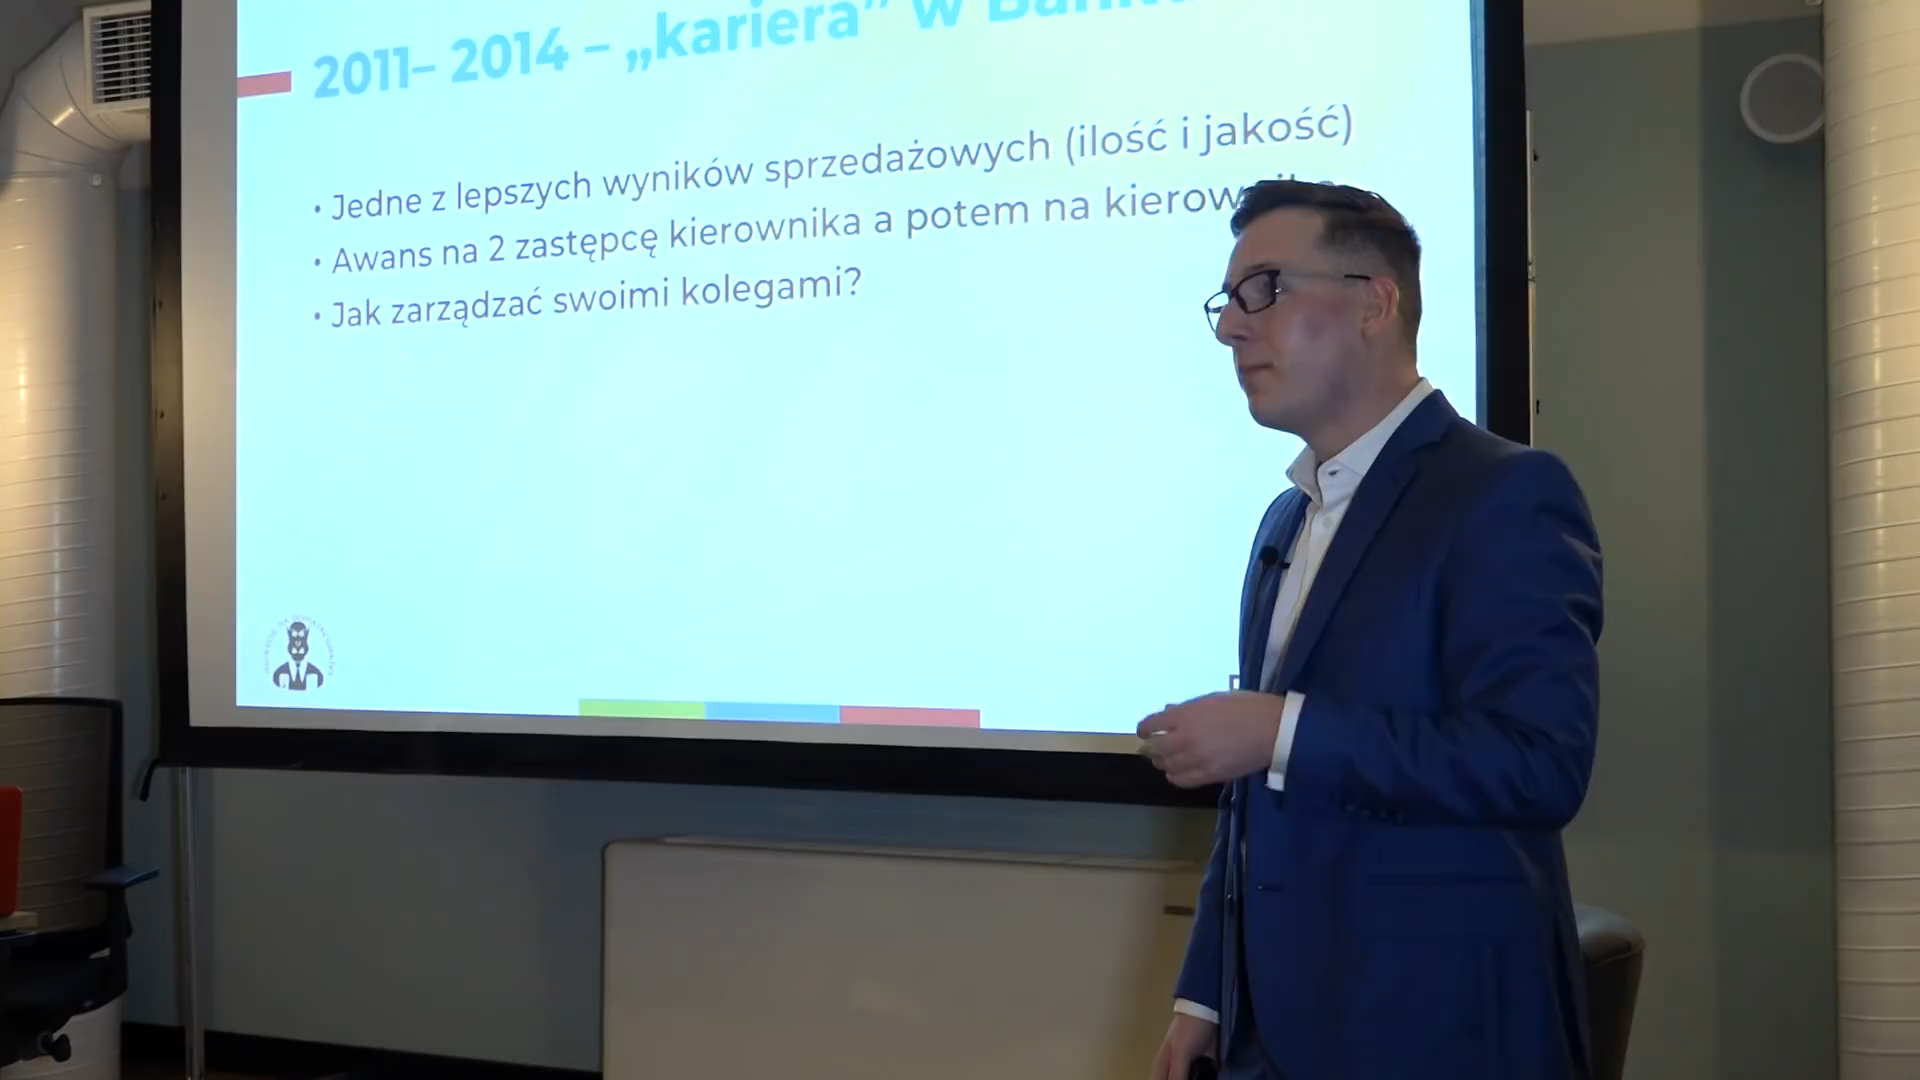 2011– 2014 – „kariera” w Banku
• Jedne z lepszych wyników sprzedażowych (ilość i jakość)
• Awans na 2 zastępcę kierownika a potem na
• Jak zarządzać swoimi kolegami?